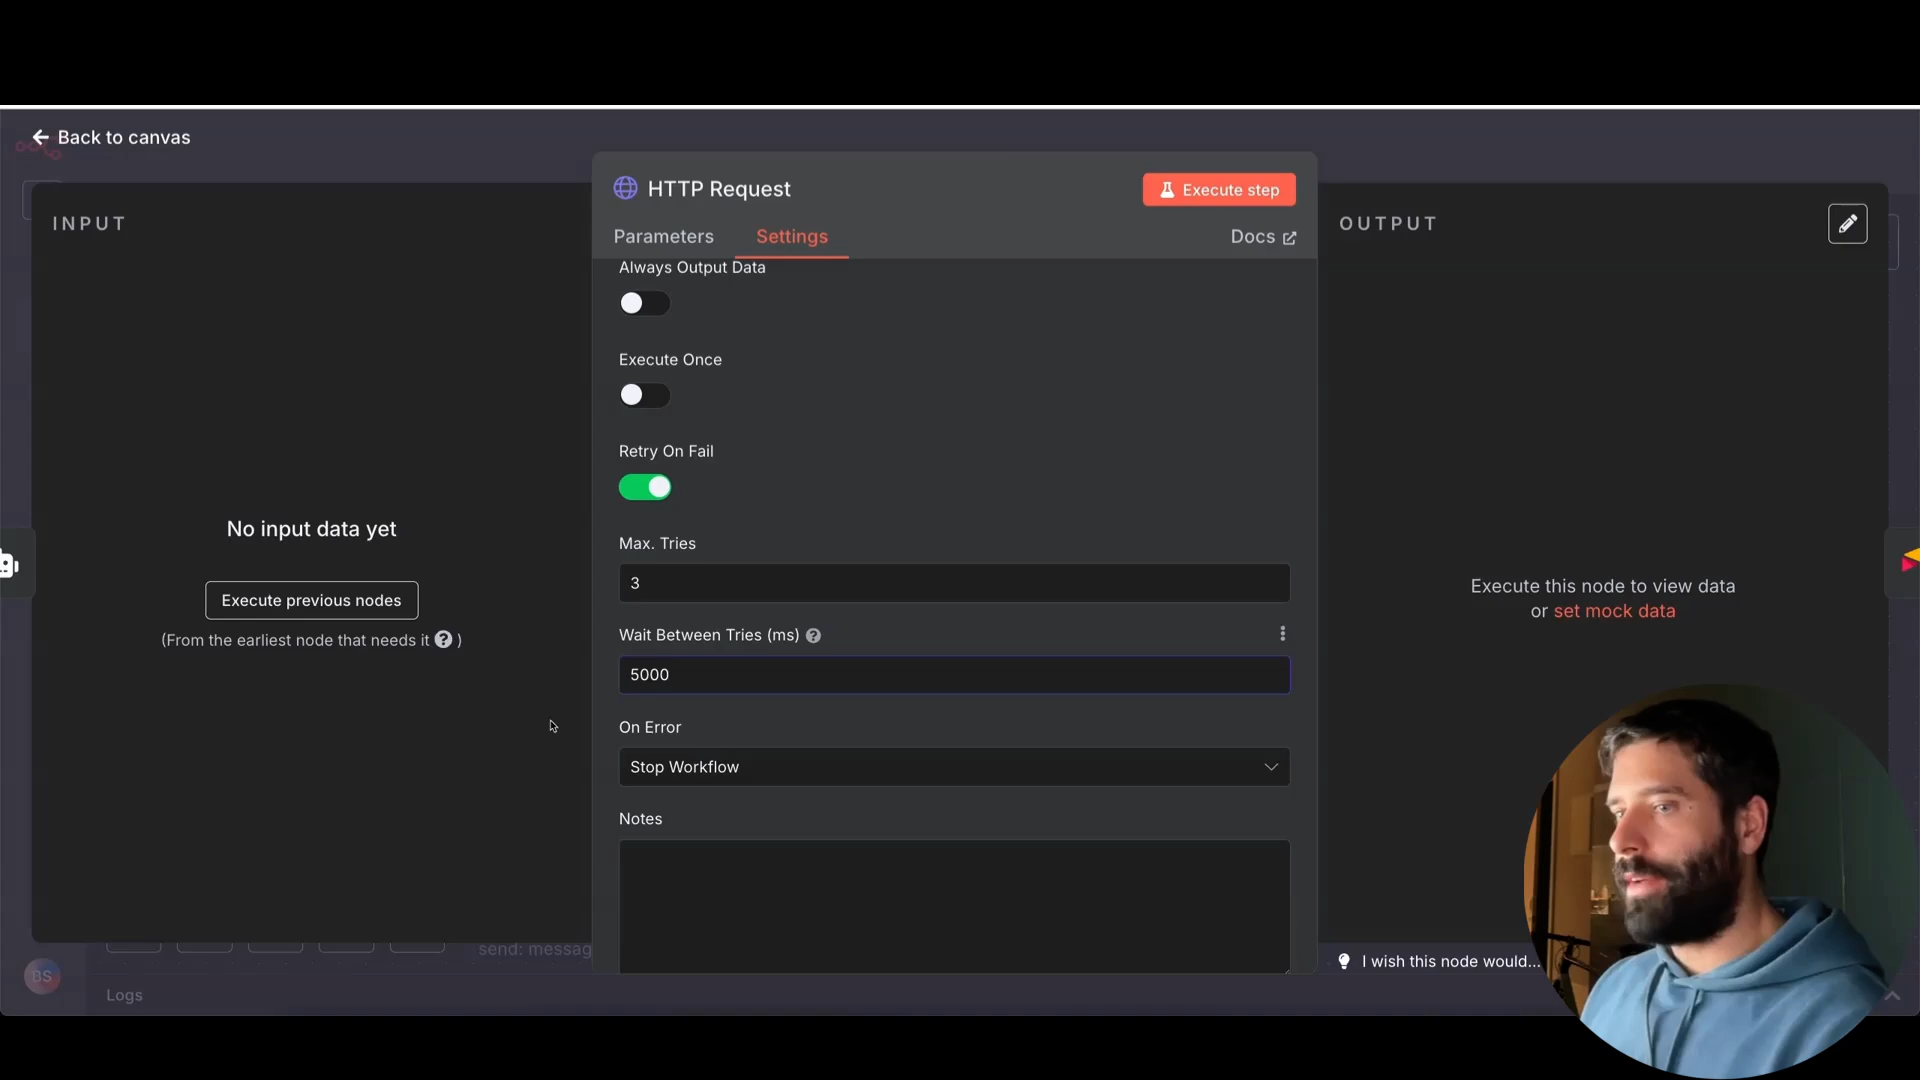 Back to canvas
INPUT
HTTP Request
Execute step
OUTPUT
Parameters
Settings
Docs
Always Output Data
Execute Once
Retry On Fail
No input data yet
Execute previous nodes
(From the earliest node that needs it ? )
Max. Tries
3
Wait Between Tries (ms) ?
5000
On Error
Stop Workflow
Notes
Execute this node to view data
or set mock data
send: messag
I wish this node would...
BS
Logs